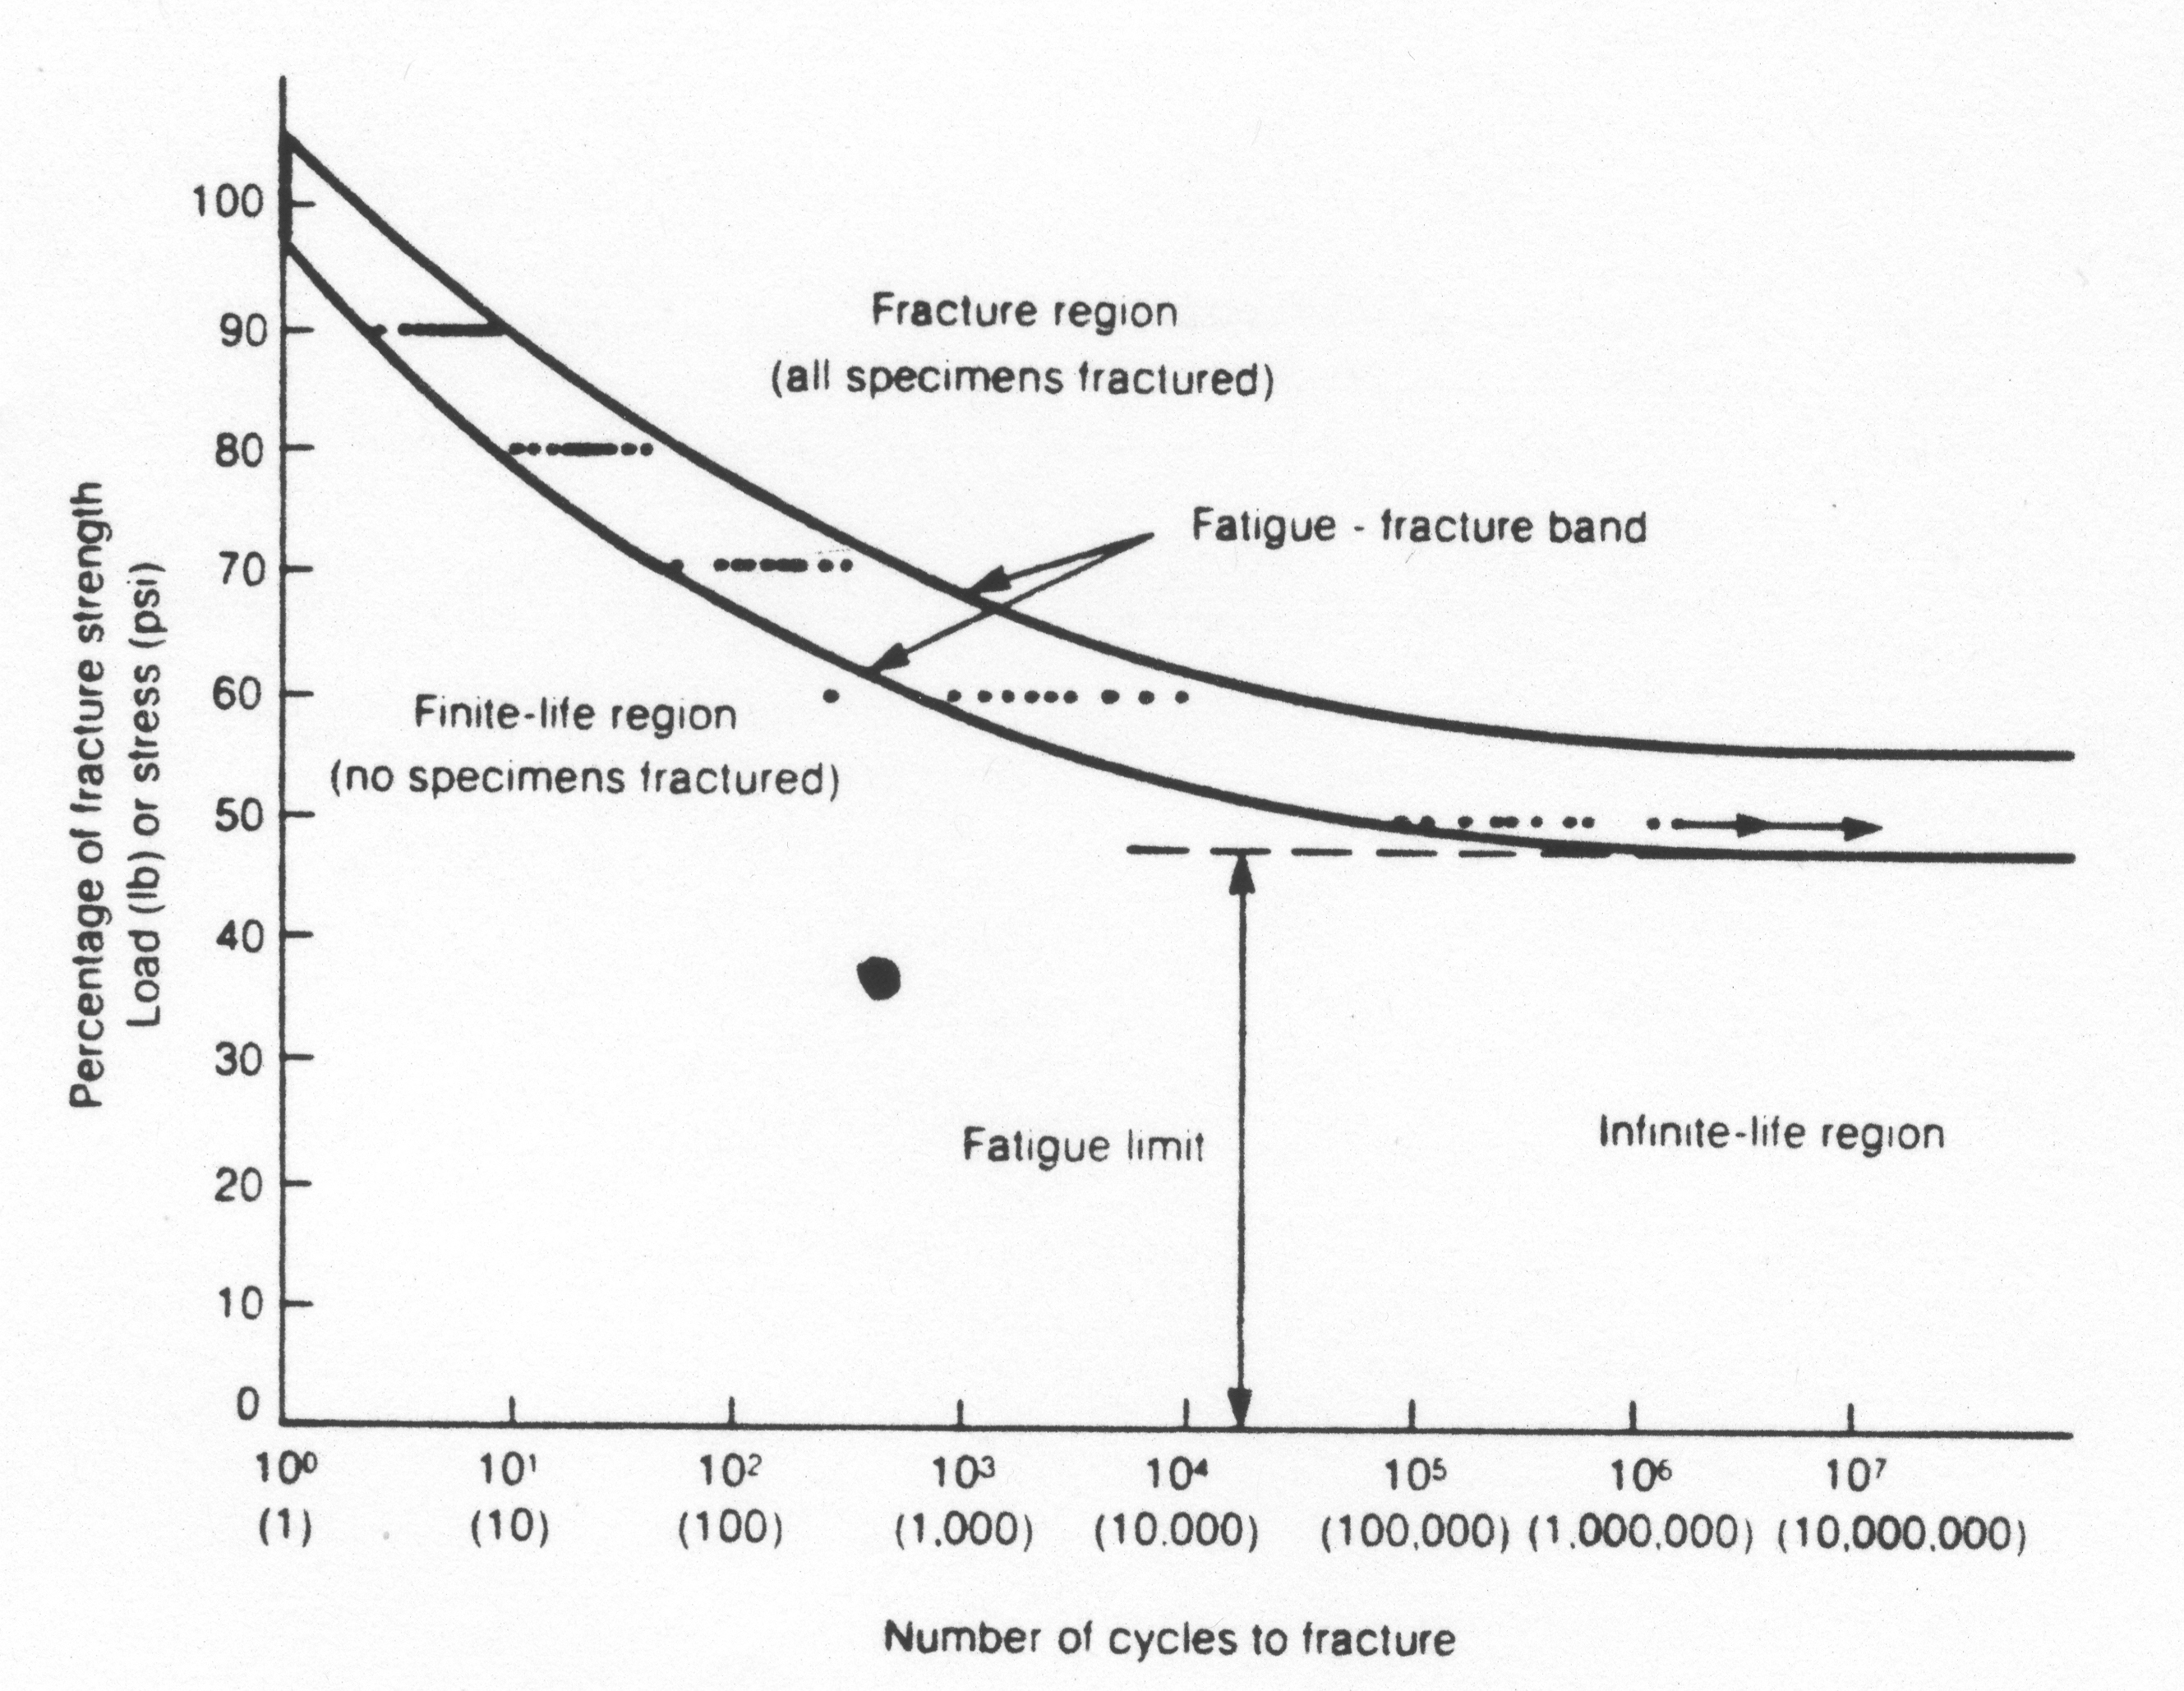 100
90
80
70
60
50
40
30
20
10
0
Percentage of fracture strength
Load (lb) or stress (psi)
Fracture region
(all specimens fractured)
Fatigue - fracture band
Finite-life region
(no specimens fractured)
Fatigue limit
Infinite-life region
10⁰ 10¹ 10² 10³ 10⁴ 10⁵ 10⁶ 10⁷
(1) (10) (100) (1.000) (10.000) (100,000) (1.000,000) (10,000.000)
Number of cycles to fracture